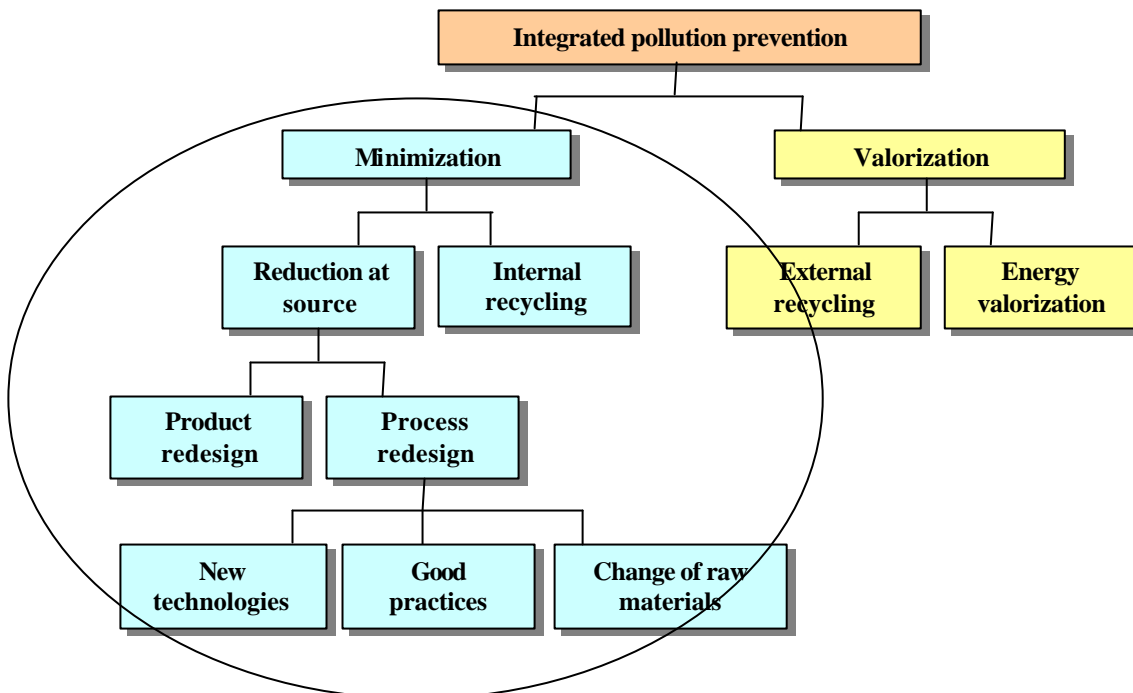 Integrated pollution prevention
Minimization
Valorization
Reduction at
source
Internal
recycling
External
recycling
Energy
valorization
Product
redesign
Process
redesign
New
technologies
Good
practices
Change of raw
materials